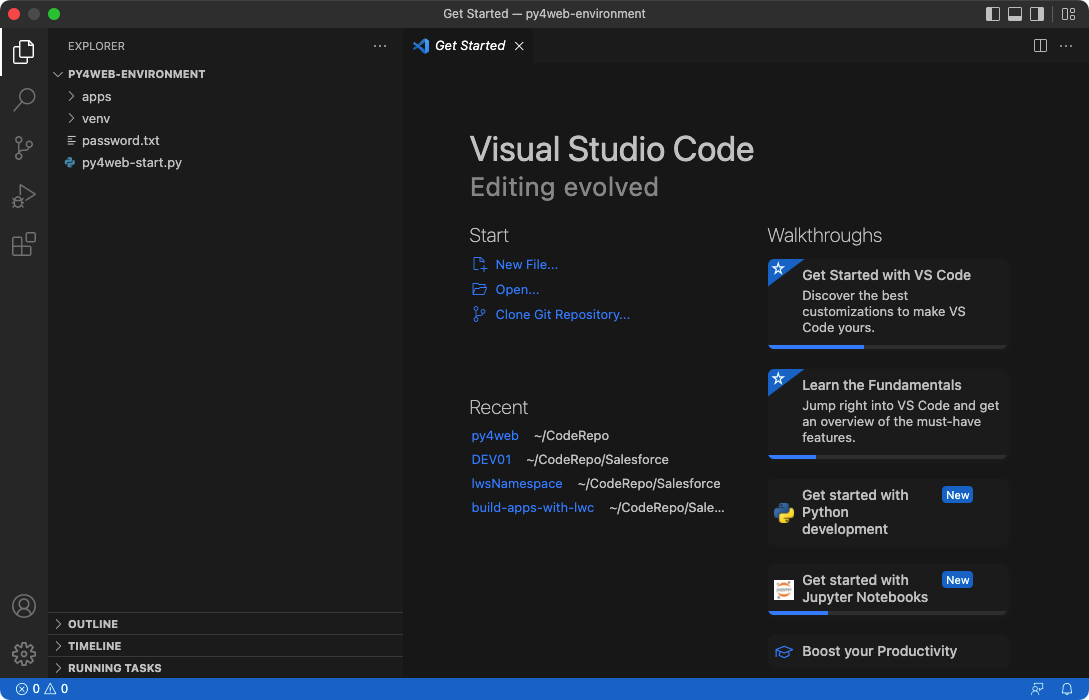 Get Started — py4web-environment
EXPLORER
Get Started
PY4WEB-ENVIRONMENT
apps
venv
password.txt
py4web-start.py
OUTLINE
TIMELINE
RUNNING TASKS
Visual Studio Code
Editing evolved
Start
New File...
Open...
Clone Git Repository...
Recent
py4web ~/CodeRepo
DEV01 ~/CodeRepo/Salesforce
lwsNamespace ~/CodeRepo/Salesforce
build-apps-with-lwc ~/CodeRepo/Sale...
Walkthroughs
Get Started with VS Code
Discover the best
customizations to make VS
Code yours.
Learn the Fundamentals
Jump right into VS Code and get
an overview of the must-have
features.
Get started with New
Python
development
Get started with New
Jupyter Notebooks
Boost your Productivity
0 0